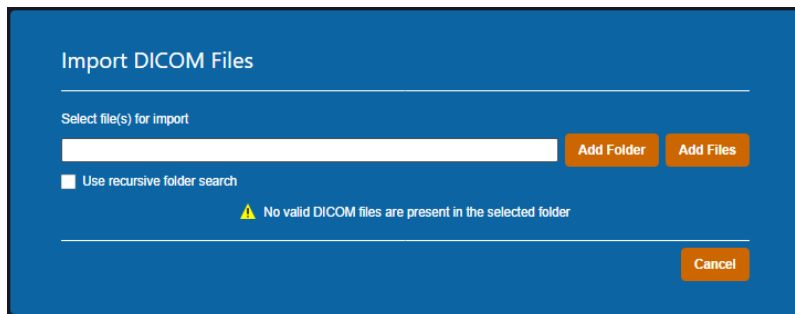 Import DICOM Files
Select file(s) for import
Add Folder
Add Files
Use recursive folder search
No valid DICOM files are present in the selected folder
Cancel